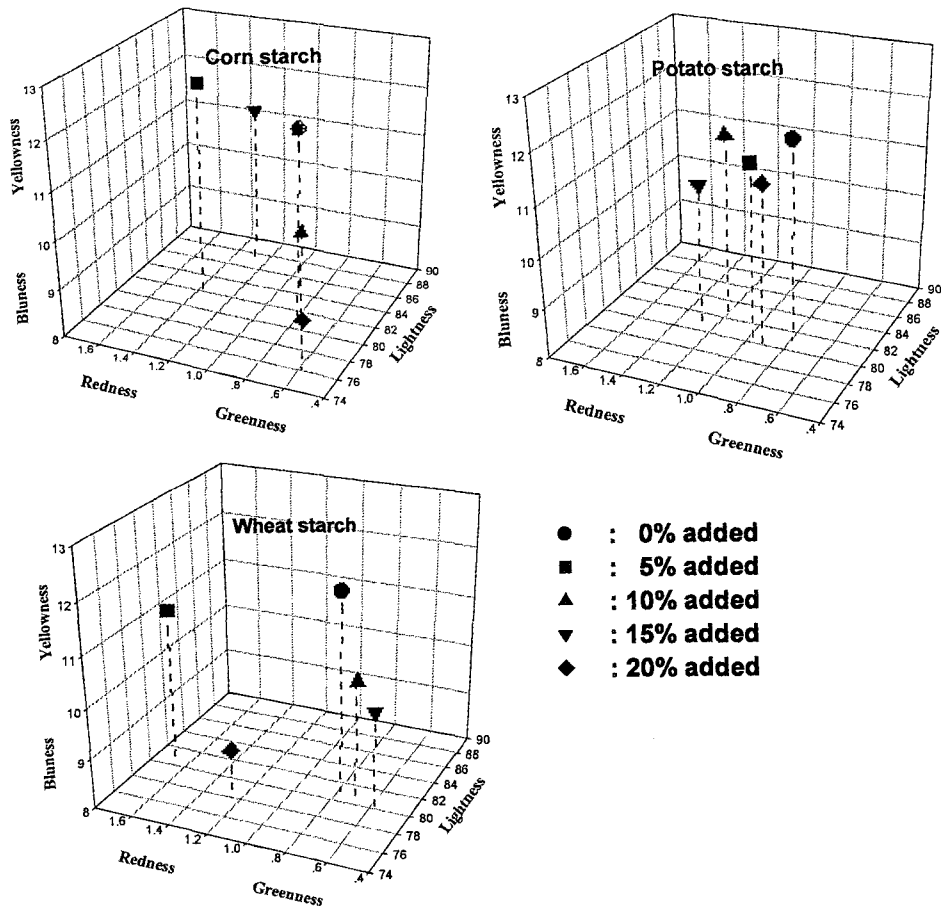 Corn starch
13
12
11
10
9
8
Yellowness
Bluness
1.6
1.4
1.2
1.0
.8
.6
.4
Redness
Greenness
90
88
86
84
82
80
78
76
74
Lightness
Potato starch
13
12
11
10
9
8
Yellowness
Bluness
1.6
1.4
1.2
1.0
.8
.6
.4
Redness
Greenness
90
88
86
84
82
80
78
76
74
Lightness
Wheat starch
13
12
11
10
9
8
Yellowness
Bluness
1.6
1.4
1.2
1.0
.8
.6
.4
Redness
Greenness
90
88
86
84
82
80
78
76
74
Lightness
: 0% added
: 5% added
: 10% added
: 15% added
: 20% added